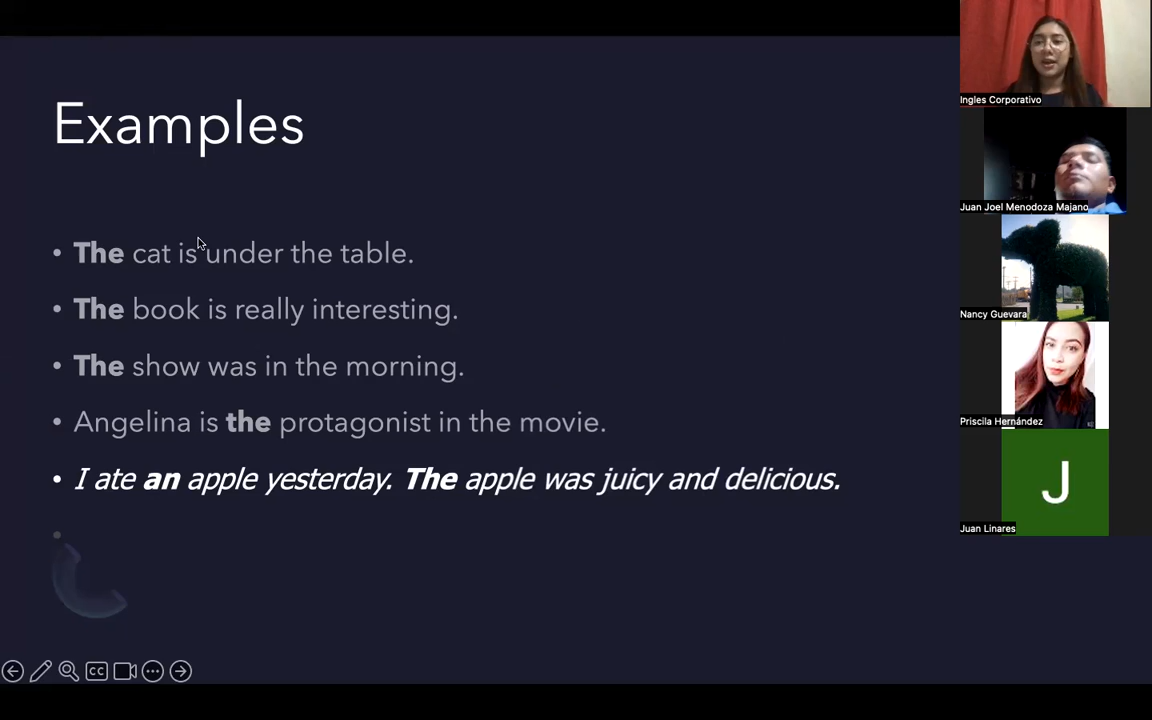 Examples
• The cat is under the table.
• The book is really interesting.
• The show was in the morning.
• Angelina is the protagonist in the movie.
• I ate an apple yesterday. The apple was juicy and delicious.
•
CC
Ingles Corporativo
Juan Joel Menodoza Majano
Nancy Guevara
Priscila Hernández
J
Juan Linares